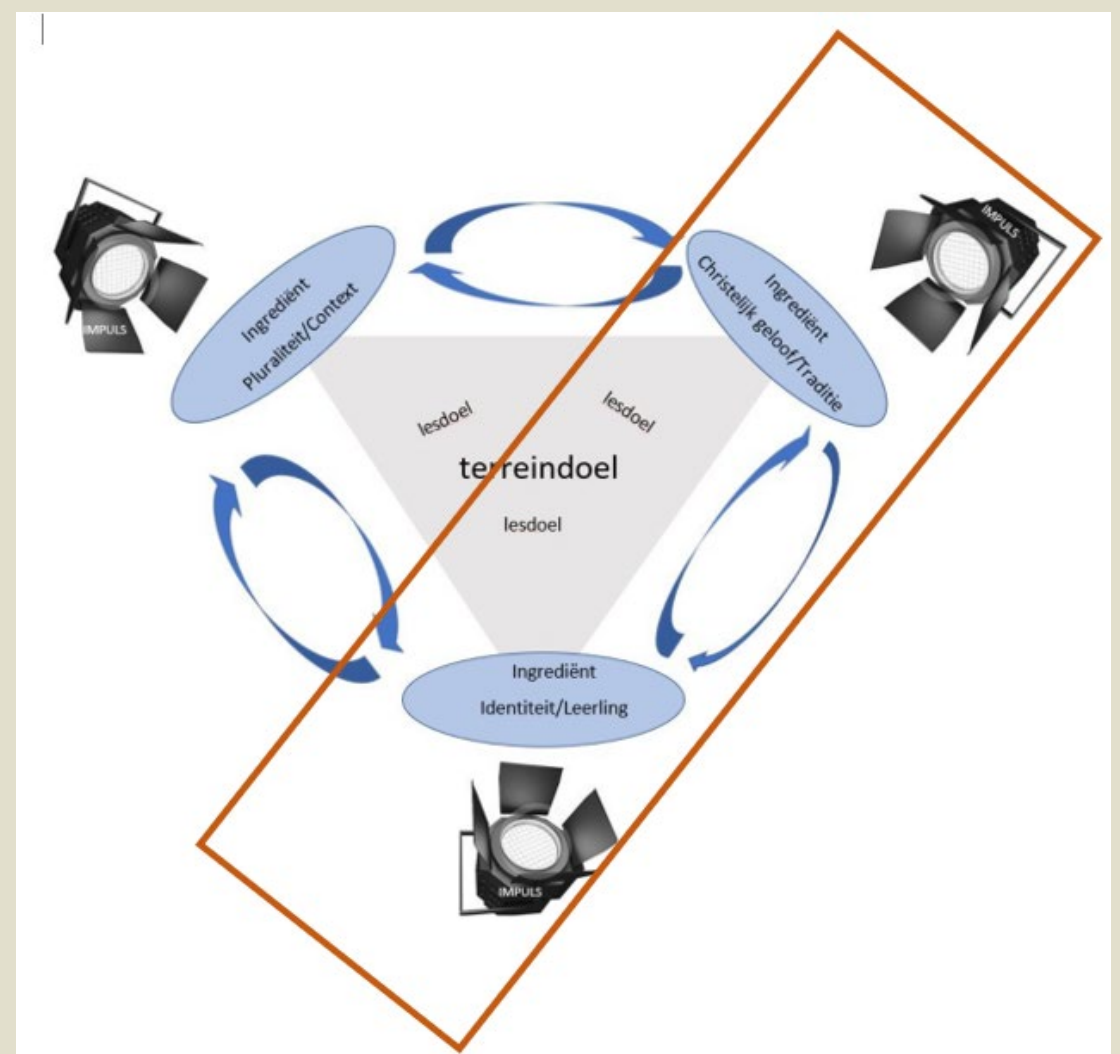 IMPULS
IMPULS
Ingrediënt
Pluraliteit/Context
Ingrediënt
Christelijk geloof/Traditie
lesdoel
lesdoel
terreindoel
lesdoel
Ingrediënt
Identiteit/Leerling
IMPULS